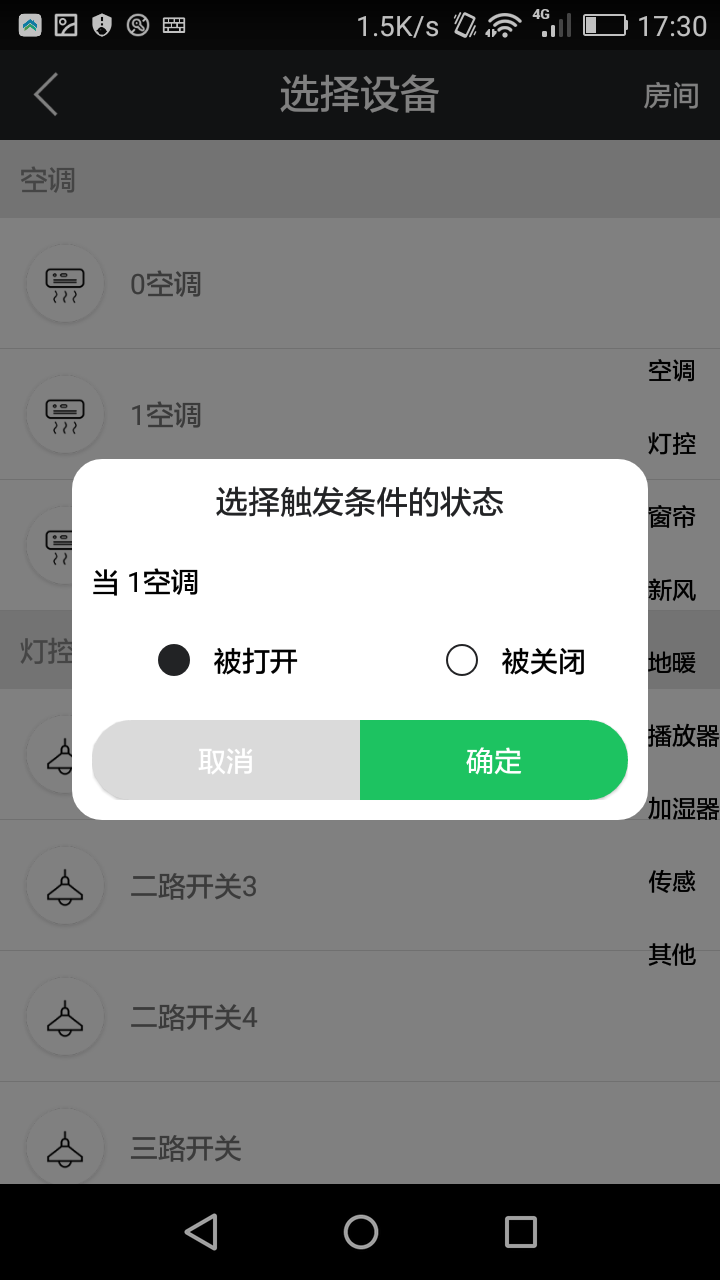 1.5K/s 4G 17:30
选择设备 房间
空调
0空调
1空调
空调
灯控
窗帘
新风
地暖
播放器
加湿器
传感
其他
选择触发条件的状态
当 1空调
被打开 被关闭
取消 确定
灯控
二路开关3
二路开关4
三路开关